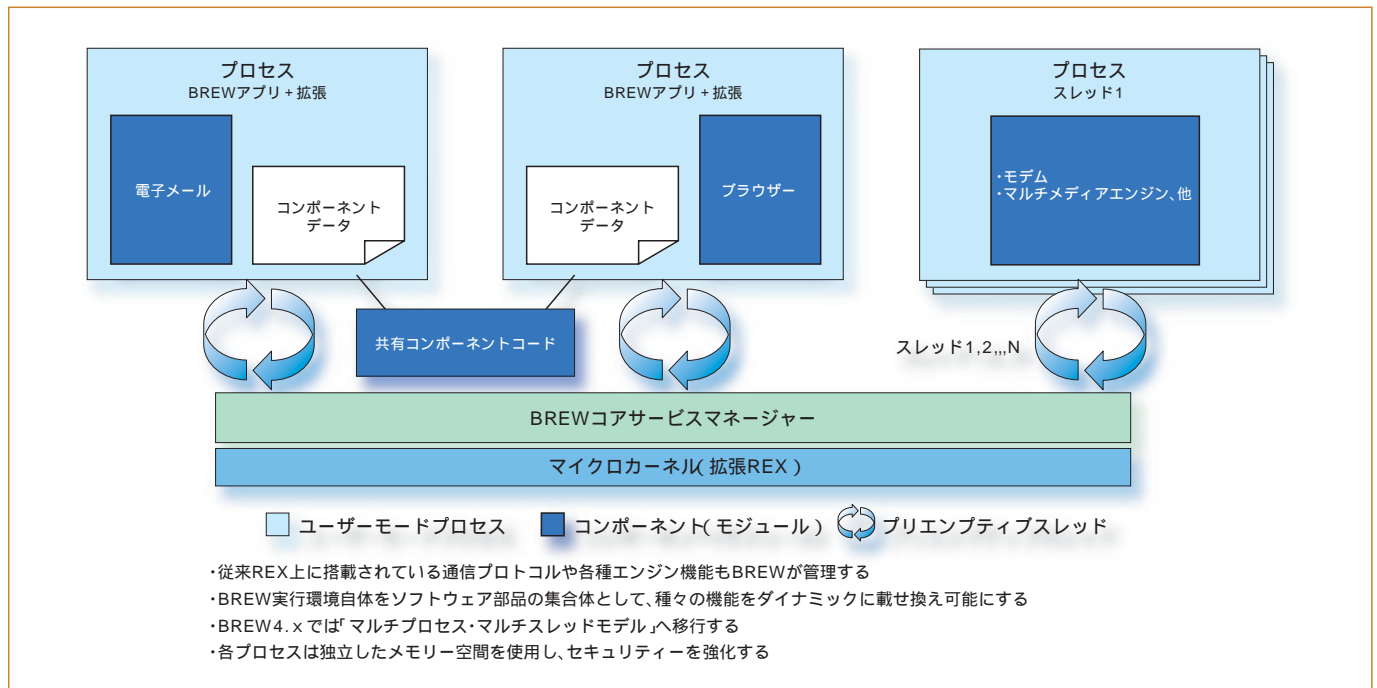 プロセス
BREWアプリ+拡張
電子メール
コンポーネント
データ
プロセス
BREWアプリ+拡張
コンポーネント
データ
ブラウザー
プロセス
スレッド1
・モデム
・マルチメディアエンジン、他
共有コンポーネントコード
スレッド1,2,,,N
BREWコアサービスマネージャー
マイクロカーネル(拡張REX)
ユーザーモードプロセス
コンポーネント(モジュール)
プリエンプティブスレッド
・従来REX上に搭載されている通信プロトコルや各種エンジン機能もBREWが管理する
・BREW実行環境自体をソフトウェア部品の集合体として、種々の機能をダイナミックに載せ換え可能にする
・BREW4.xでは「マルチプロセス・マルチスレッドモデル」へ移行する
・各プロセスは独立したメモリー空間を使用し、セキュリティーを強化する